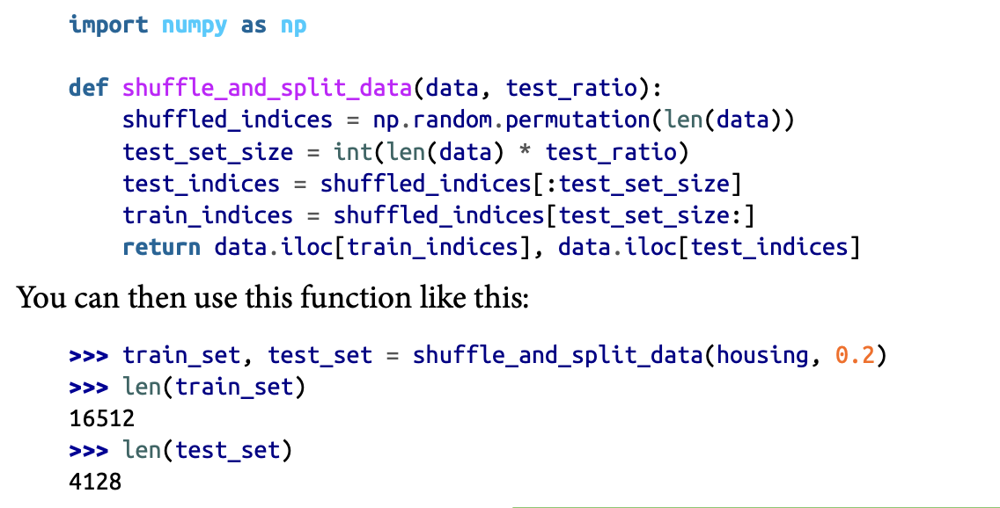 import numpy as np
def shuffle_and_split_data(data, test_ratio):
    shuffled_indices = np.random.permutation(len(data))
    test_set_size = int(len(data) * test_ratio)
    test_indices = shuffled_indices[:test_set_size]
    train_indices = shuffled_indices[test_set_size:]
    return data.iloc[train_indices], data.iloc[test_indices]
You can then use this function like this:
>>> train_set, test_set = shuffle_and_split_data(housing, 0.2)
>>> len(train_set)
16512
>>> len(test_set)
4128